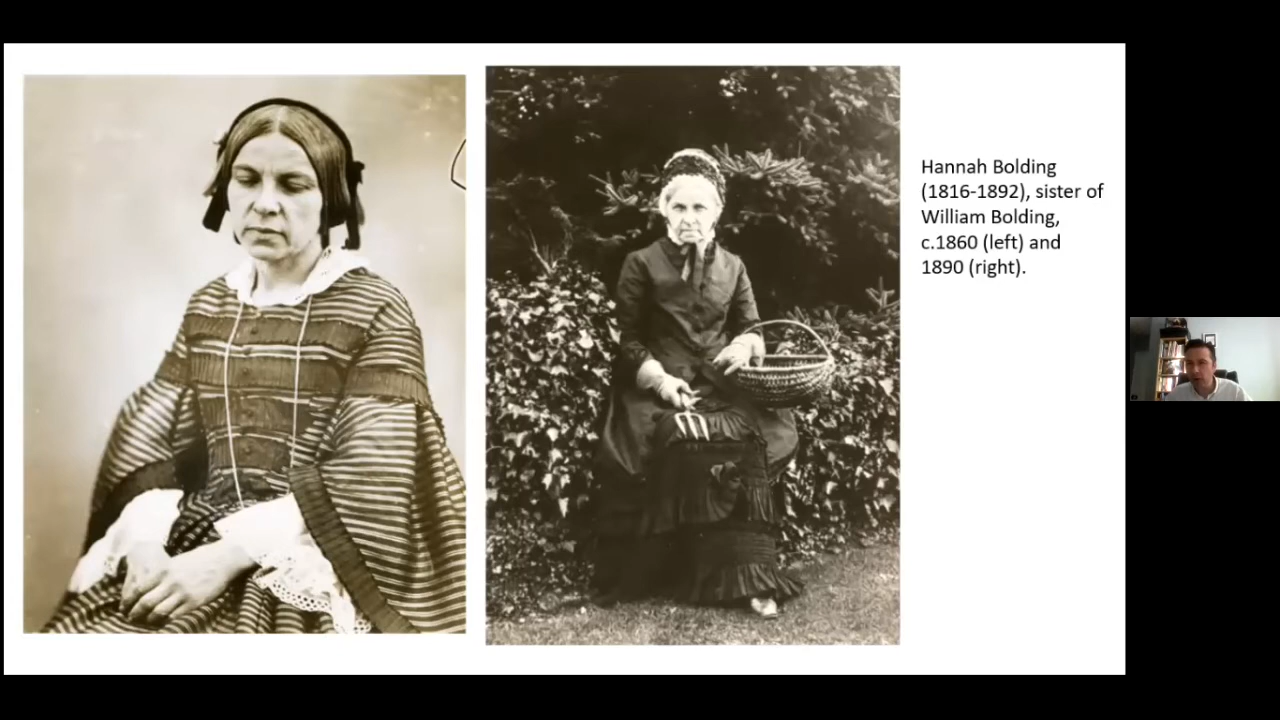 Hannah Bolding
(1816-1892), sister of
William Bolding,
c.1860 (left) and
1890 (right).